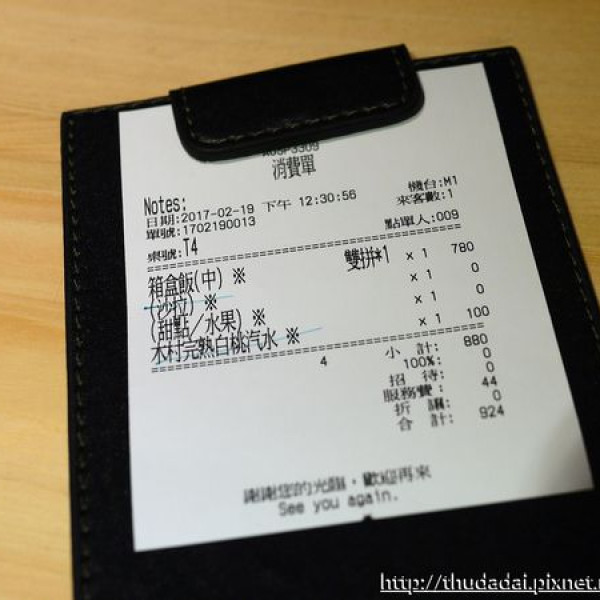 消費單
Notes:
機台:M1
日期:2017-02-19 下午 12:30:56
來客數:1
單號:1702190013
桌號:T4
點單人:009
箱盒飯(中) ※ 雙拼*1 x 1 780
(沙拉) ※ x 1 0
(甜點/水果) ※ x 1 0
木村完熟白桃汽水 ※ x 1 100
4
小 計: 880
100%: 0
招 待: 0
服務費: 44
折 讓: 0
合 計: 924
謝謝您的光臨，歡迎再來
See you again.
http://thudadai.pixnet.n